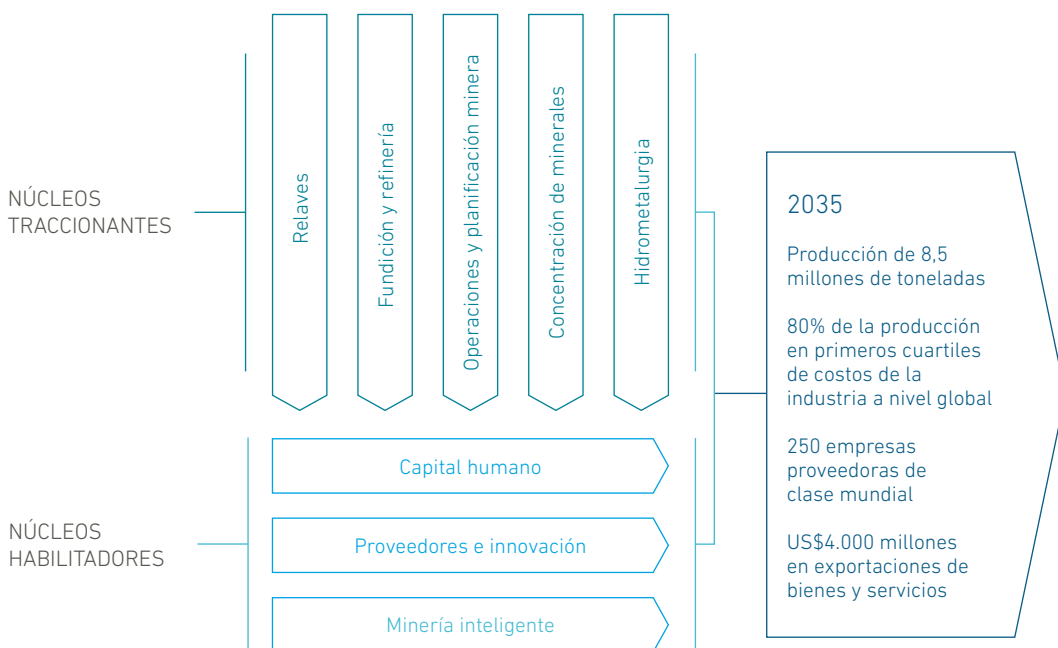 NÚCLEOS
TRACCIONANTES
Relaves
Fundición y refinería
Operaciones y planificación minera
Concentración de minerales
Hidrometalurgia
NÚCLEOS
HABILITADORES
Capital humano
Proveedores e innovación
Minería inteligente
2035
Producción de 8,5
millones de toneladas
80% de la producción
en primeros cuartiles
de costos de la
industria a nivel global
250 empresas
proveedoras de
clase mundial
US$4.000 millones
en exportaciones de
bienes y servicios